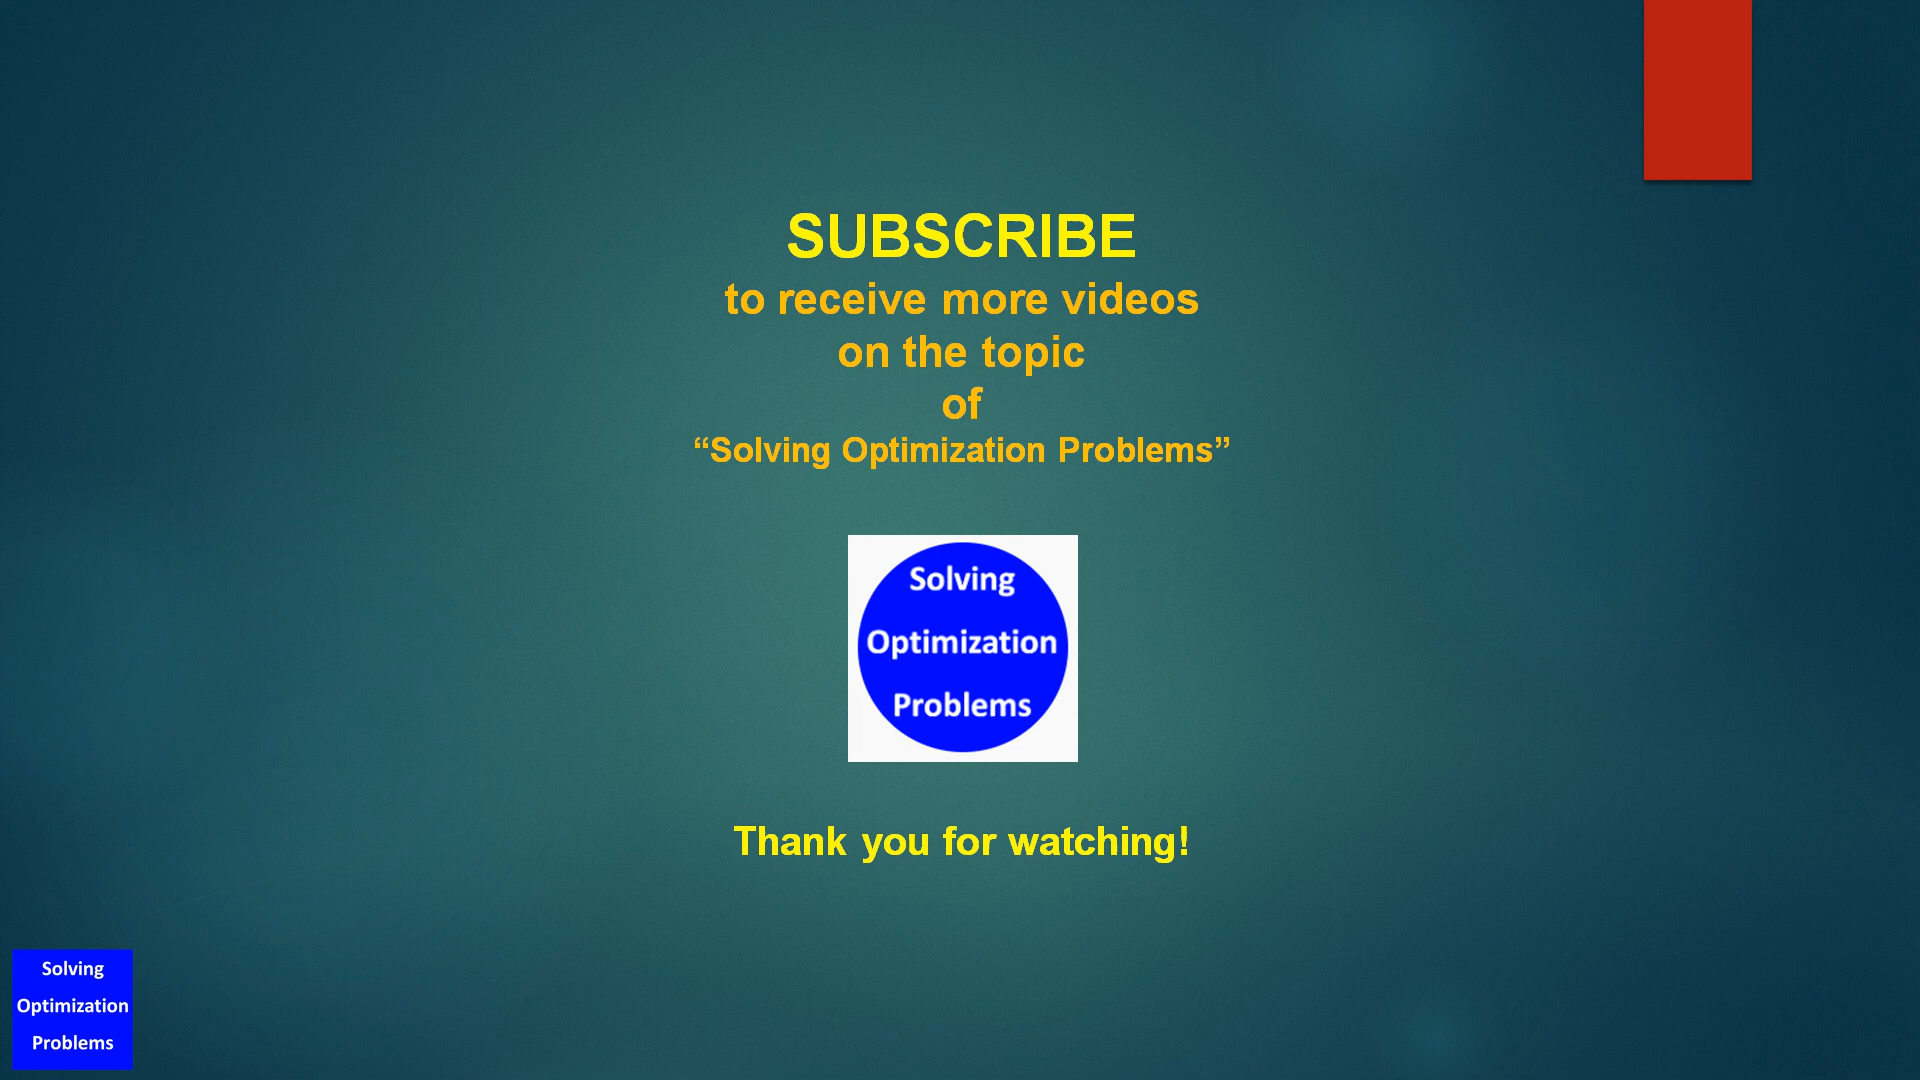 SUBSCRIBE
to receive more videos
on the topic
of
“Solving Optimization Problems”
Solving
Optimization
Problems
Thank you for watching!
Solving
Optimization
Problems